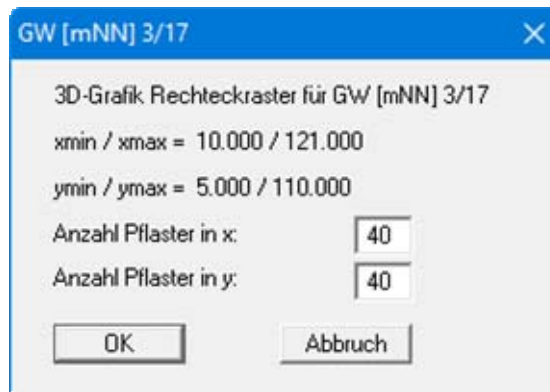 GW [mNN] 3/17
3D-Grafik Rechteckraster für GW [mNN] 3/17
xmin / xmax = 10.000 / 121.000
ymin / ymax = 5.000 / 110.000
Anzahl Pflaster in x: 40
Anzahl Pflaster in y: 40
OK Abbruch